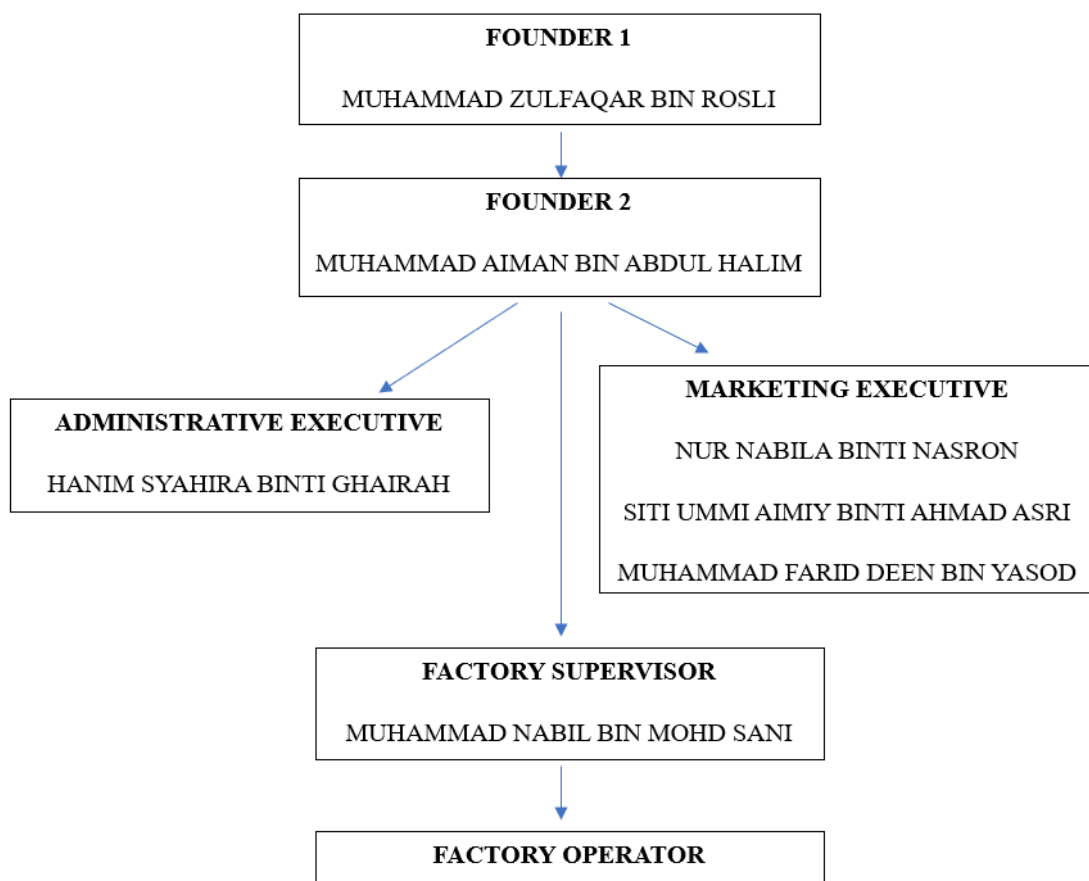 FOUNDER 1
MUHAMMAD ZULFAQAR BIN ROSLI
FOUNDER 2
MUHAMMAD AIMAN BIN ABDUL HALIM
ADMINISTRATIVE EXECUTIVE
HANIM SYAHIRA BINTI GHAIRAH
MARKETING EXECUTIVE
NUR NABILA BINTI NASRON
SITI UMMI AIMIY BINTI AHMAD ASRI
MUHAMMAD FARID DEEN BIN YASOD
FACTORY SUPERVISOR
MUHAMMAD NABIL BIN MOHD SANI
FACTORY OPERATOR